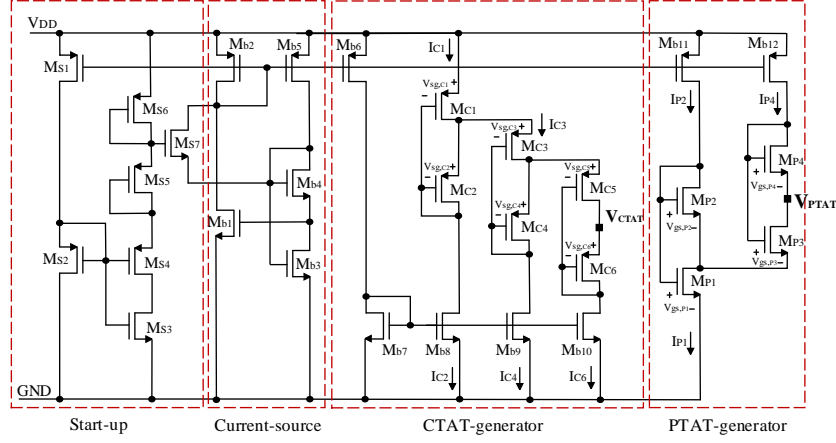 VDD
MS1
MS6
MS7
MS5
MS2
MS4
MS3
GND
Start-up
Mb2
Mb5
Mb4
Mb1
Mb3
Current-source
Mb6
IC1
Vsg,C1 +
−
MC1
Vsg,C2 +
−
MC2
Vsg,C3 +
−
MC3
IC3
Vsg,C4 +
−
MC4
Vsg,C5 +
−
MC5
VCTAT
Vsg,C6 +
−
MC6
Mb7
Mb8
Mb9
Mb10
IC2
IC4
IC6
CTAT-generator
Mb11
Mb12
IP2
IP4
MP4
+
Vgs,P4−
VPTAT
MP2
+
Vgs,P2−
MP3
+
Vgs,P3−
MP1
+
Vgs,P1−
IP1
PTAT-generator